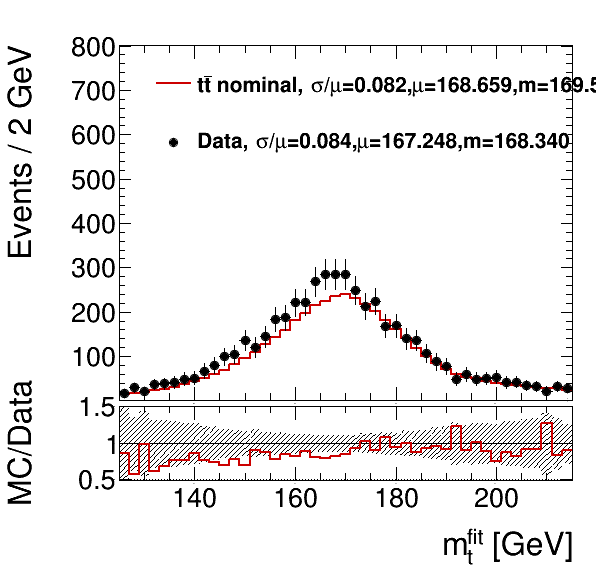 800
700
600
500
400
300
200
100
Events / 2 GeV
tt̄ nominal, σ/μ=0.082,μ=168.659,m=169.5
Data, σ/μ=0.084,μ=167.248,m=168.340
1.5
1
0.5
MC/Data
140 160 180 200
m_t^fit [GeV]